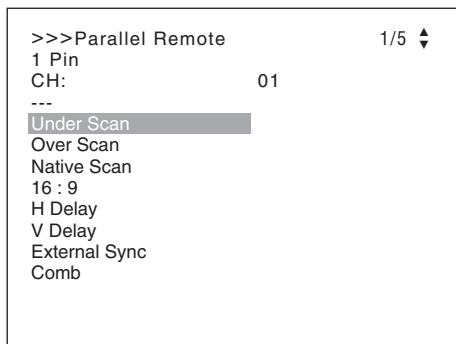 >>>Parallel Remote 1/5
1 Pin
CH: 01
---
Under Scan
Over Scan
Native Scan
16 : 9
H Delay
V Delay
External Sync
Comb